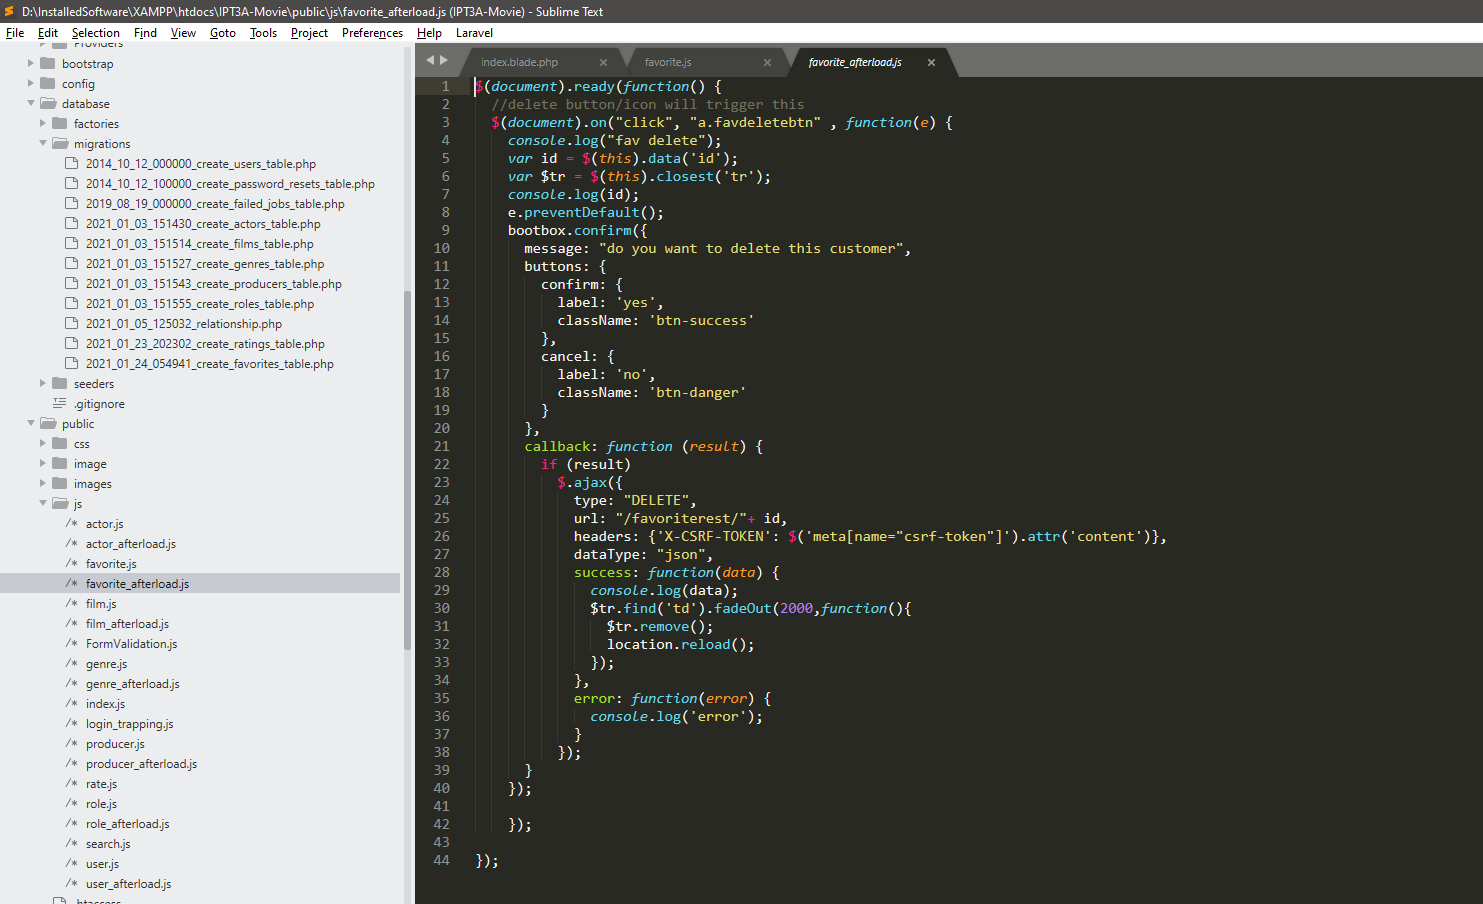 D:\InstalledSoftware\XAMPP\htdocs\IPT3A-Movie\public\js\favorite_afterload.js (IPT3A-Movie) - Sublime Text
File Edit Selection Find View Goto Tools Project Preferences Help Laravel
Providers
bootstrap
config
database
factories
migrations
2014_10_12_000000_create_users_table.php
2014_10_12_100000_create_password_resets_table.php
2019_08_19_000000_create_failed_jobs_table.php
2021_01_03_151430_create_actors_table.php
2021_01_03_151514_create_films_table.php
2021_01_03_151527_create_genres_table.php
2021_01_03_151543_create_producers_table.php
2021_01_03_151555_create_roles_table.php
2021_01_05_125032_relationship.php
2021_01_23_202302_create_ratings_table.php
2021_01_24_054941_create_favorites_table.php
seeders
.gitignore
public
css
image
images
js
/* actor.js
/* actor_afterload.js
/* favorite.js
/* favorite_afterload.js
/* film.js
/* film_afterload.js
/* FormValidation.js
/* genre.js
/* genre_afterload.js
/* index.js
/* login_trapping.js
/* producer.js
/* producer_afterload.js
/* rate.js
/* role.js
/* role_afterload.js
/* search.js
/* user.js
/* user_afterload.js
.htaccess
index.blade.php × favorite.js × favorite_afterload.js ×
1 $(document).ready(function() {
2 //delete button/icon will trigger this
3 $(document).on("click", "a.favdeletebtn" , function(e) {
4 console.log("fav delete");
5 var id = $(this).data('id');
6 var $tr = $(this).closest('tr');
7 console.log(id);
8 e.preventDefault();
9 bootbox.confirm({
10 message: "do you want to delete this customer",
11 buttons: {
12 confirm: {
13 label: 'yes',
14 className: 'btn-success'
15 },
16 cancel: {
17 label: 'no',
18 className: 'btn-danger'
19 }
20 },
21 callback: function (result) {
22 if (result)
23 $.ajax({
24 type: "DELETE",
25 url: "/favoriterest/"+ id,
26 headers: {'X-CSRF-TOKEN': $('meta[name="csrf-token"]').attr('content')},
27 dataType: "json",
28 success: function(data) {
29 console.log(data);
30 $tr.find('td').fadeOut(2000,function(){
31 $tr.remove();
32 location.reload();
33 });
34 },
35 error: function(error) {
36 console.log('error');
37 }
38 });
39 }
40 });
41
42 });
43
44 });